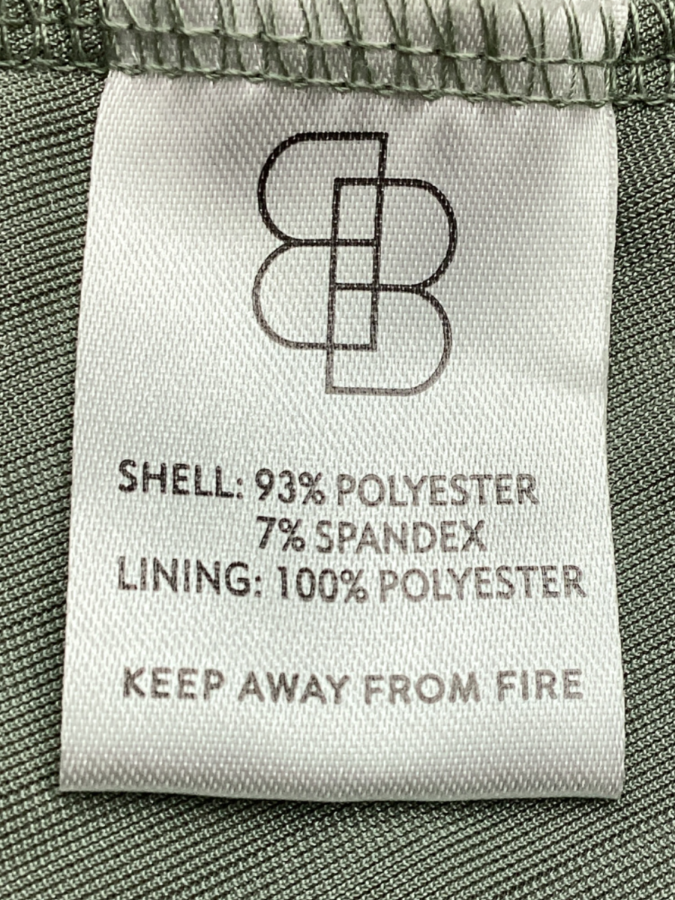 SHELL: 93% POLYESTER
7% SPANDEX
LINING: 100% POLYESTER
KEEP AWAY FROM FIRE